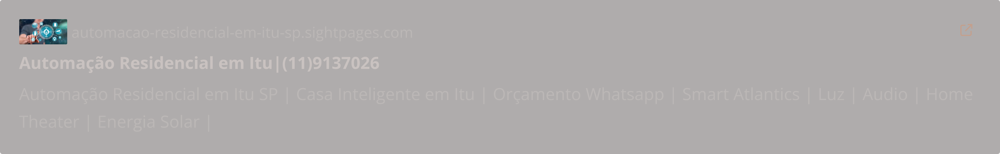 automacao-residencial-em-itu-sp.sightpages.com
Automação Residencial em Itu|(11)9137026
Automação Residencial em Itu SP | Casa Inteligente em Itu | Orçamento Whatsapp | Smart Atlantics | Luz | Audio | Home
Theater | Energia Solar |